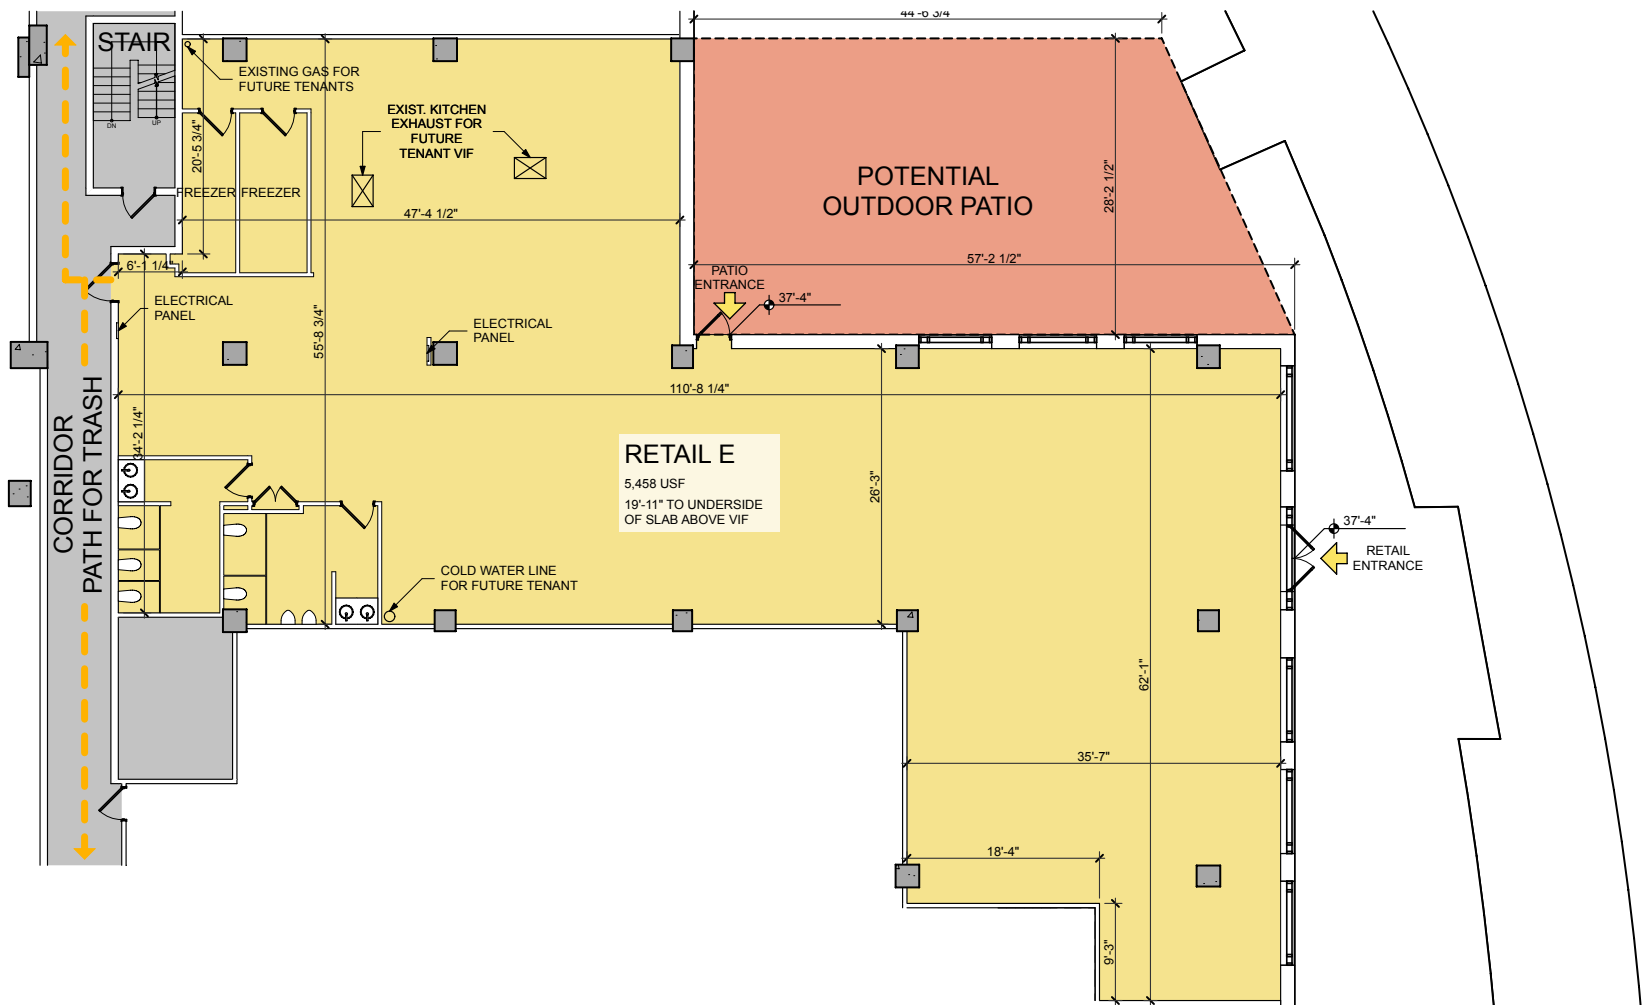 44'-6 3/4"
STAIR
EXISTING GAS FOR
FUTURE TENANTS
EXIST. KITCHEN
EXHAUST FOR
FUTURE
TENANT VIF
DN
UP
20'-5 3/4"
FREEZER
FREEZER
47'-4 1/2"
POTENTIAL
OUTDOOR PATIO
28'-2 1/2"
57'-2 1/2"
6'-1 1/4"
PATIO
ENTRANCE
37'-4"
ELECTRICAL
PANEL
ELECTRICAL
PANEL
55'-8 3/4"
110'-8 1/4"
34'-2 1/4"
CORRIDOR
PATH FOR TRASH
RETAIL E
5,458 USF
19'-11" TO UNDERSIDE
OF SLAB ABOVE VIF
26'-3"
37'-4"
RETAIL
ENTRANCE
COLD WATER LINE
FOR FUTURE TENANT
62'-1"
35'-7"
18'-4"
9'-3"